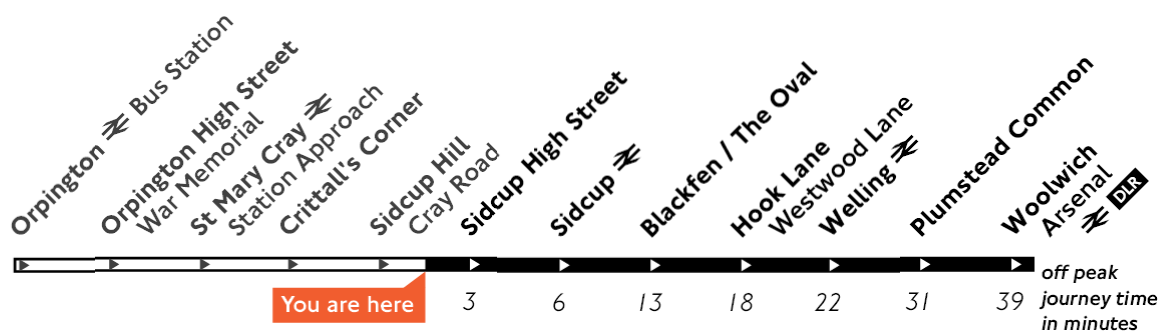 Orpington Bus Station
Orpington High Street
War Memorial
St Mary Cray
Station Approach
Crittall's Corner
Sidcup Hill
Cray Road
Sidcup High Street
Sidcup
Blackfen / The Oval
Hook Lane
Westwood Lane
Welling
Plumstead Common
Woolwich
Arsenal
DLR
You are here
3 6 13 18 22 31 39
off peak
journey time
in minutes